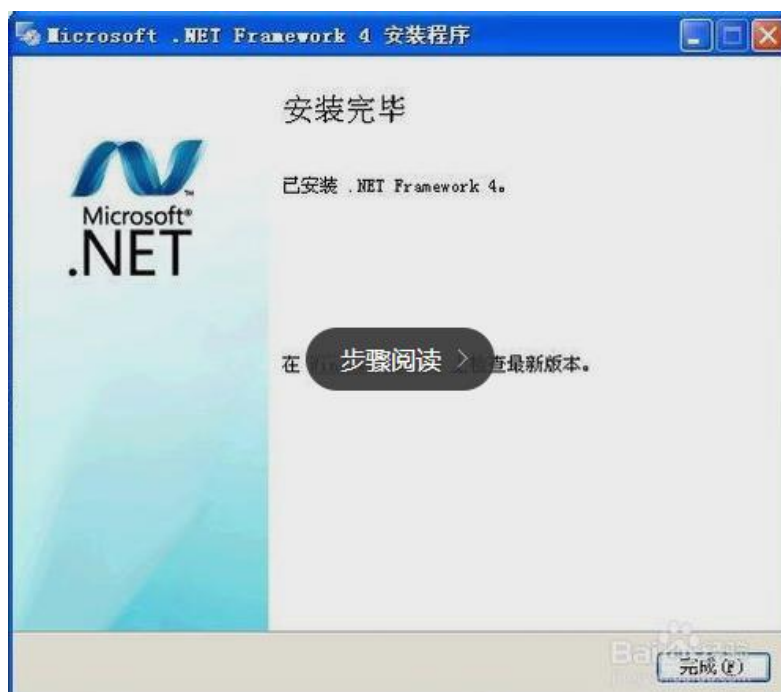 Microsoft .NET Framework 4 安装程序
安装完毕
Microsoft®
.NET
已安装 .NET Framework 4。
在 步骤阅读 > 查最新版本。
完成(F)